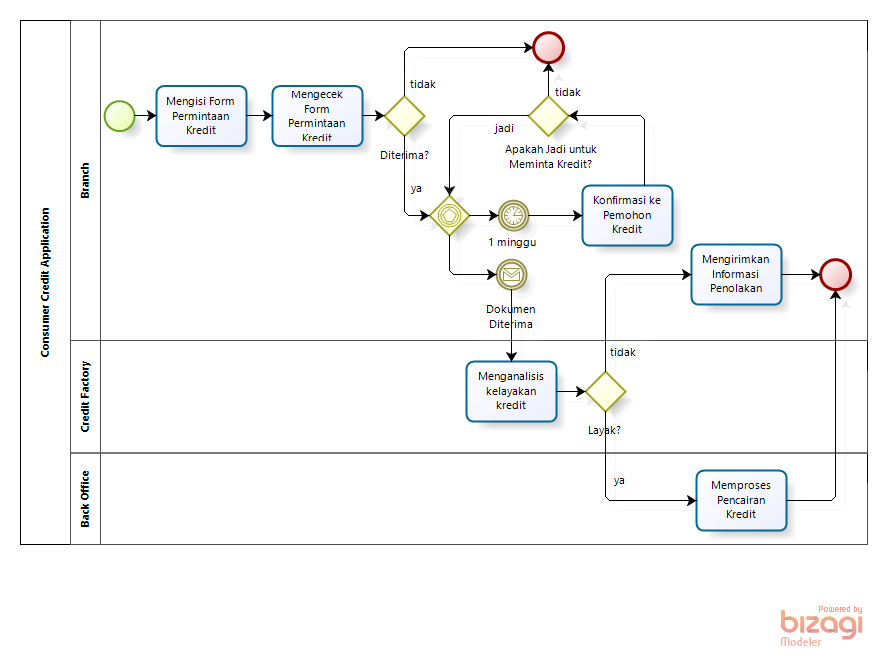 Consumer Credit Application
Branch
Mengisi Form
Permintaan
Kredit
Mengecek
Form
Permintaan
Kredit
Diterima?
tidak
ya
jadi
tidak
Apakah Jadi untuk
Meminta Kredit?
1 minggu
Konfirmasi ke
Pemohon
Kredit
Dokumen
Diterima
Mengirimkan
Informasi
Penolakan
Credit Factory
Menganalisis
kelayakan
kredit
tidak
Layak?
Back Office
ya
Memproses
Pencairan
Kredit
Powered by
bizagi
Modeler